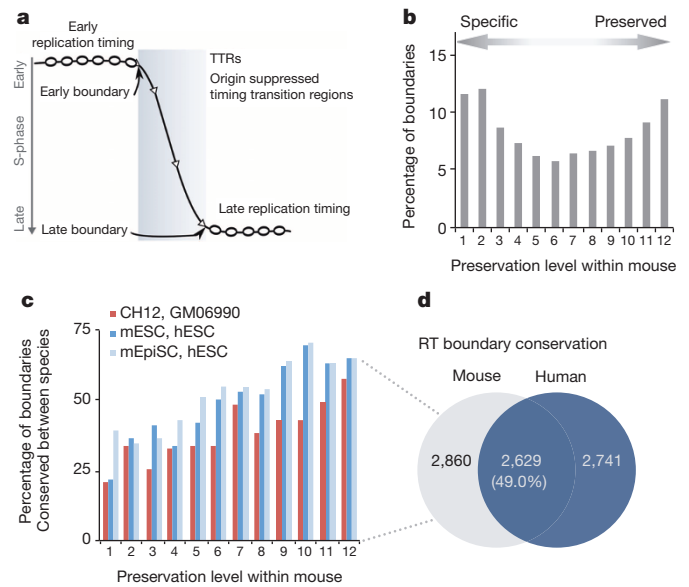 a
Early
replication timing
Early
S-phase
Late
Early boundary
TTRs
Origin suppressed
timing transition regions
Late replication timing
Late boundary
b
Specific
Preserved
Percentage of boundaries
15
10
5
0
1 2 3 4 5 6 7 8 9 10 11 12
Preservation level within mouse
c
CH12, GM06990
mESC, hESC
mEpiSC, hESC
Percentage of boundaries
Conserved between species
75
50
25
0
1 2 3 4 5 6 7 8 9 10 11 12
Preservation level within mouse
d
RT boundary conservation
Mouse
Human
2,860
2,629
(49.0%)
2,741